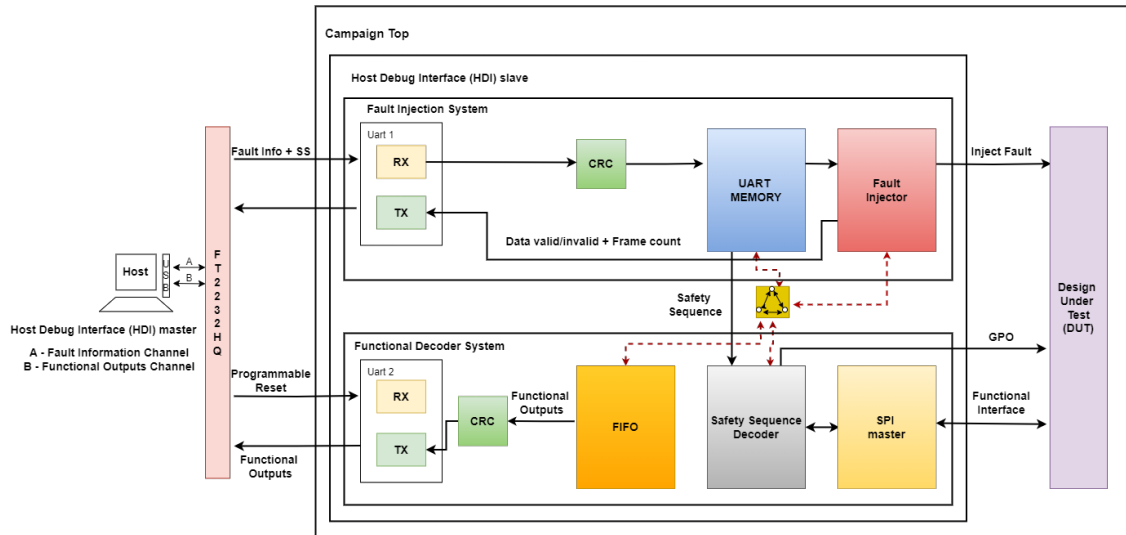 Campaign Top
Host Debug Interface (HDI) slave
Fault Injection System
Uart 1
Fault Info + SS
RX
CRC
UART
MEMORY
Fault
Injector
Inject Fault
TX
Data valid/invalid + Frame count
Host
U
S
B
A
B
F
T
2
2
3
2
H
Q
Host Debug Interface (HDI) master
A - Fault Information Channel
B - Functional Outputs Channel
Safety
Sequence
Design
Under
Test
(DUT)
Functional Decoder System
GPO
Programmable
Reset
Uart 2
RX
Functional
Outputs
CRC
FIFO
Safety Sequence
Decoder
SPI
master
Functional
Interface
TX
Functional
Outputs